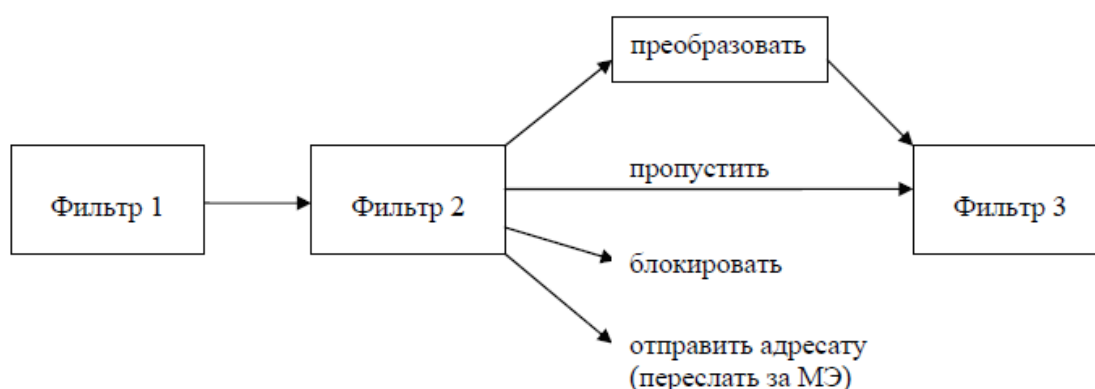 преобразовать
пропустить
Фильтр 1
Фильтр 2
Фильтр 3
блокировать
отправить адресату
(переслать за МЭ)